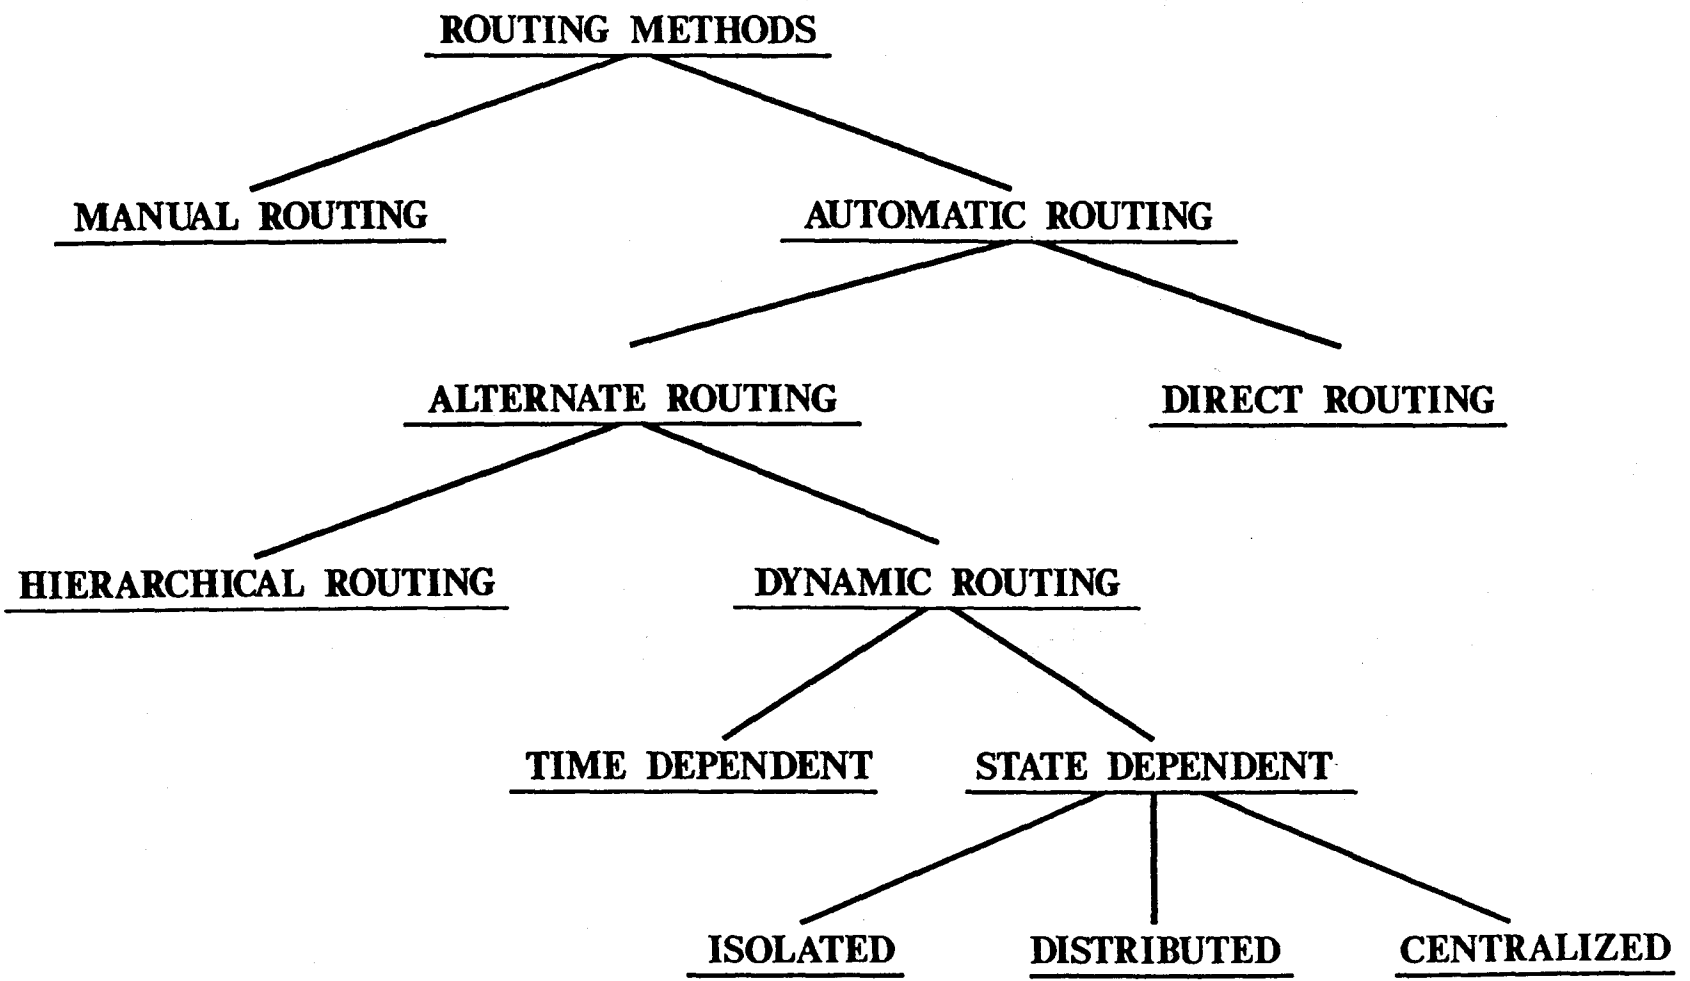 ROUTING METHODS
MANUAL ROUTING
AUTOMATIC ROUTING
ALTERNATE ROUTING
DIRECT ROUTING
HIERARCHICAL ROUTING
DYNAMIC ROUTING
TIME DEPENDENT
STATE DEPENDENT
ISOLATED
DISTRIBUTED
CENTRALIZED